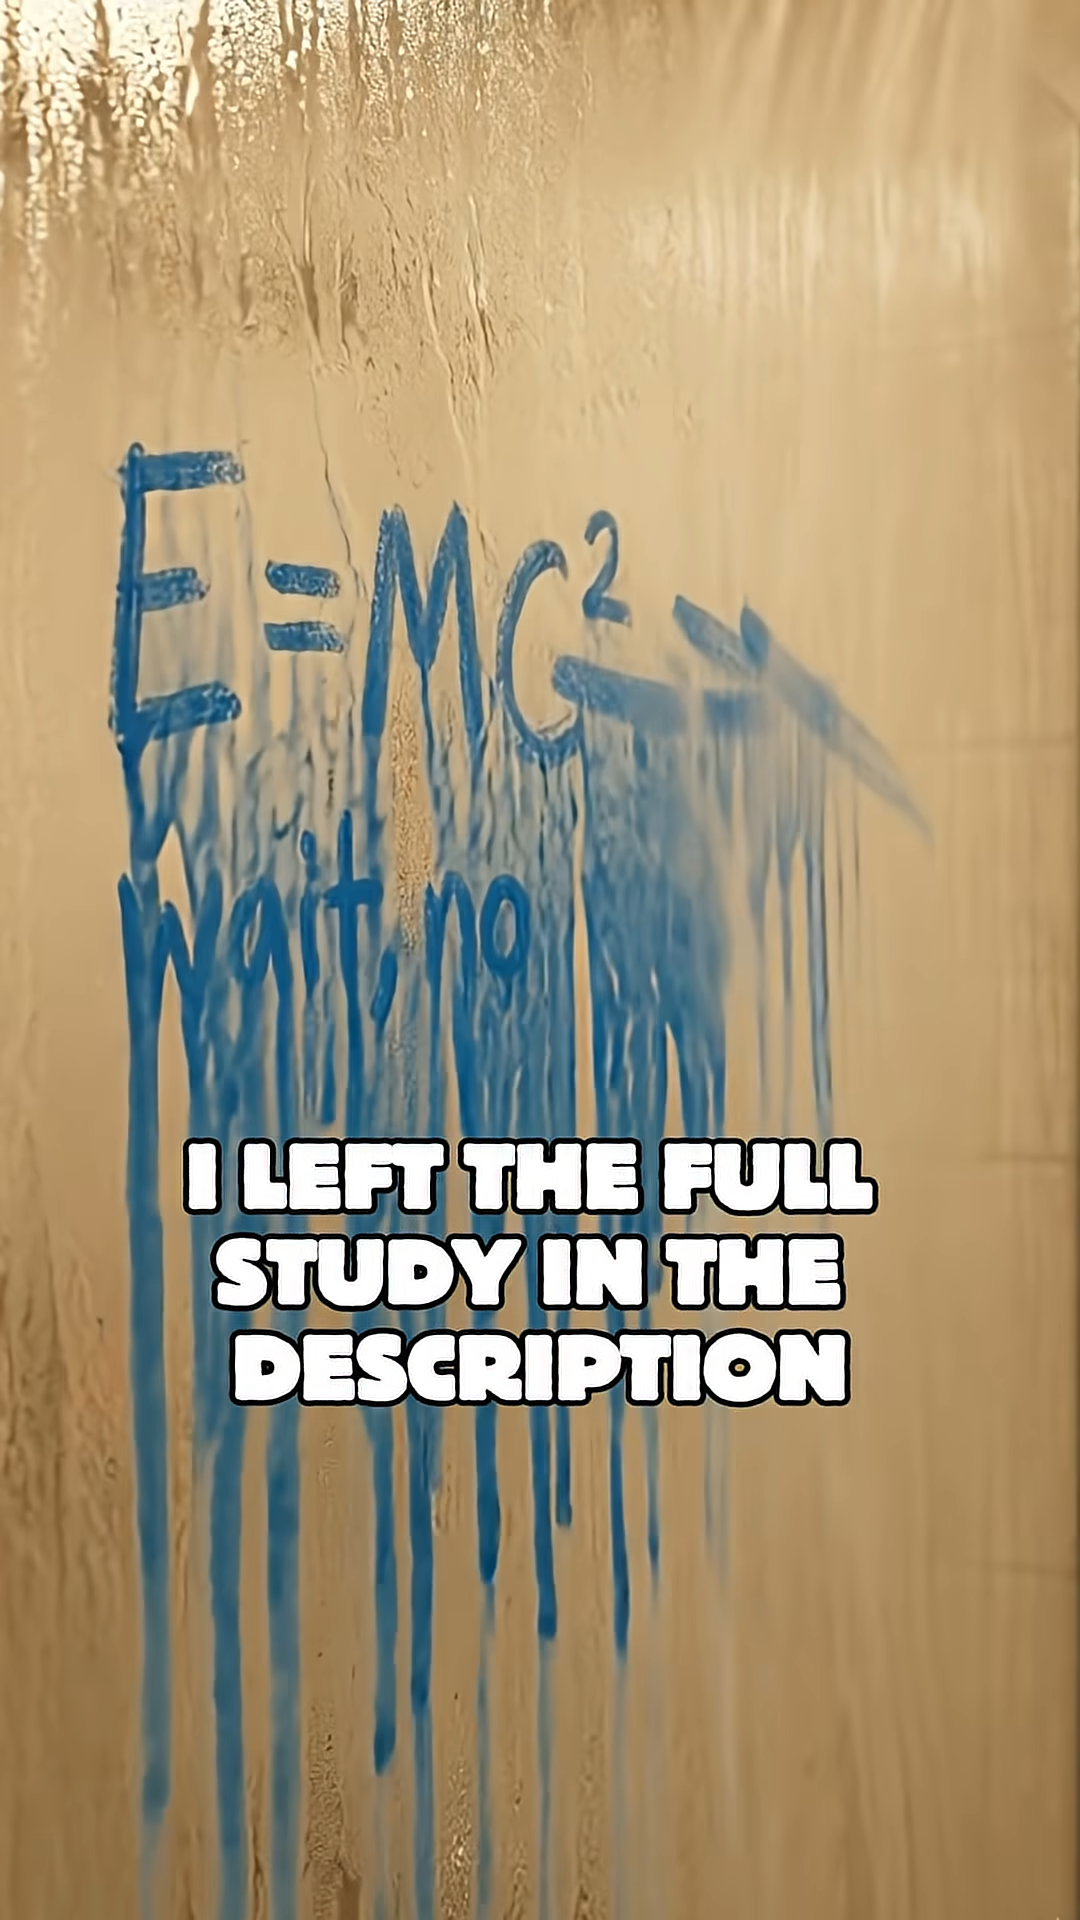 E=MC²
wait, no
I LEFT THE FULL
STUDY IN THE
DESCRIPTION